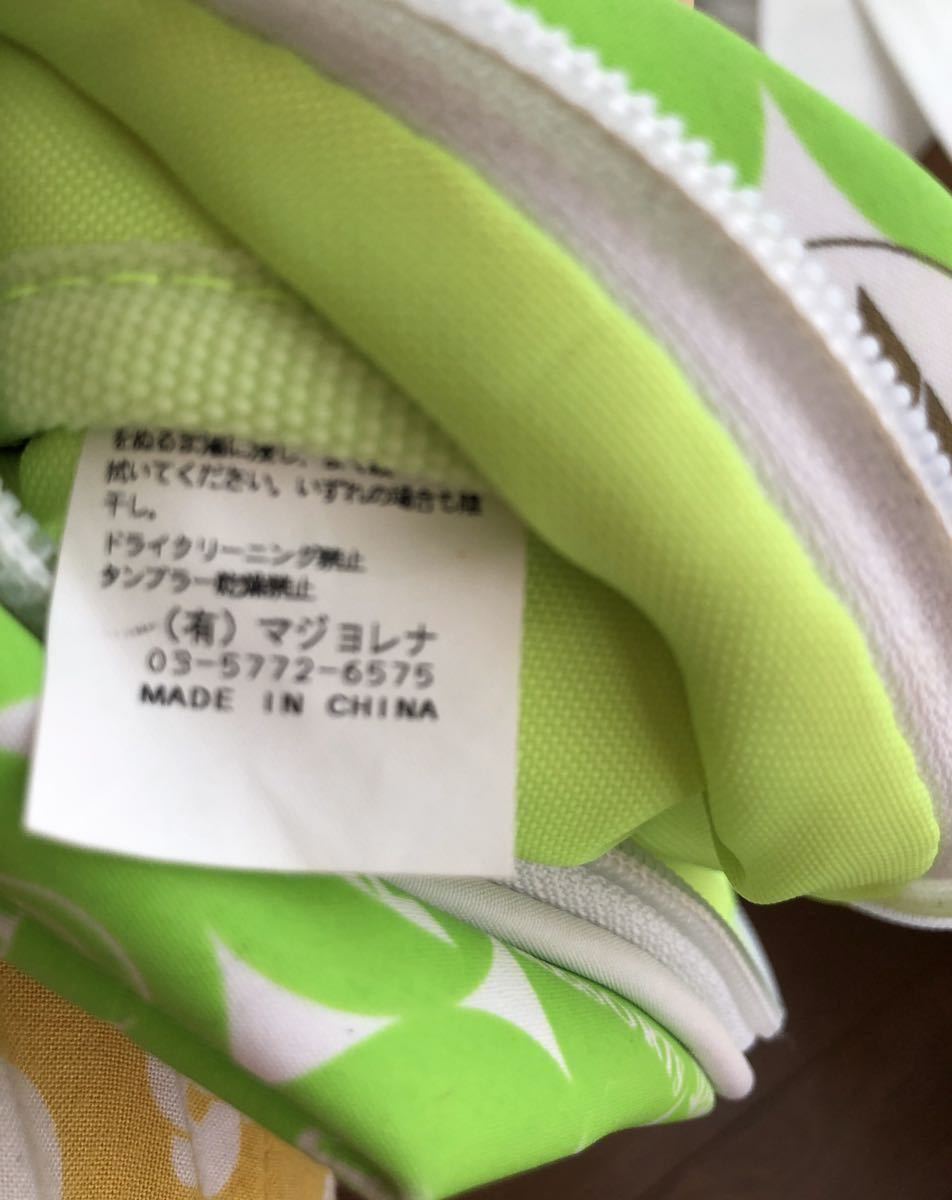 をぬるま湯に浸し、
拭いてください。いずれの場合も陰
干し。
ドライクリーニング禁止
タンブラー乾燥禁止
(有) マジョレナ
03-5772-6575
MADE IN CHINA